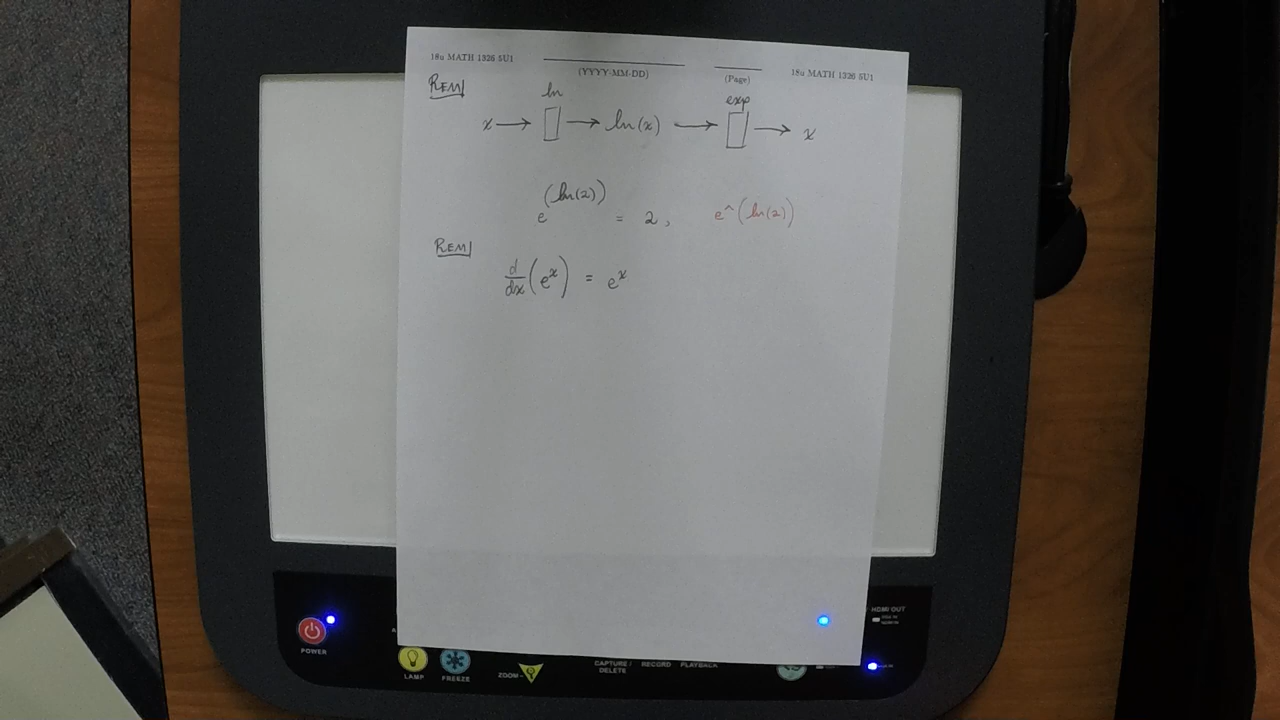 18u MATH 1326 5U1 (YYYY-MM-DD) (Page) 18u MATH 1326 5U1
REM
ln exp
x → ▯ → ln(x) → ▯ → x
e^(ln(2)) = 2, e^(ln(2))
REM
d/dx (e^x) = e^x
HDMI OUT
POWER
LAMP
FREEZE
ZOOM
CAPTURE / DELETE
RECORD
PLAYBACK